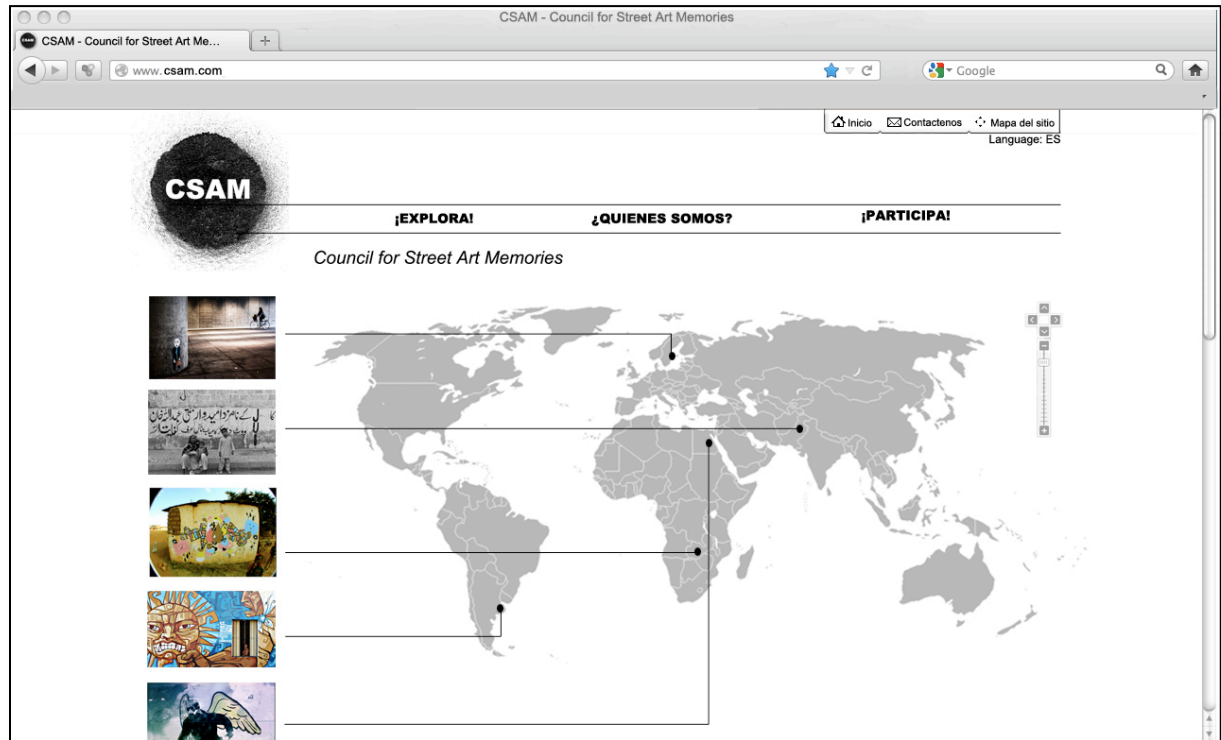 CSAM - Council for Street Art Memories
CSAM - Council for Street Art Me...
www.csam.com
Google
Inicio Contactenos Mapa del sitio
Language: ES
CSAM
¡EXPLORA! ¿QUIENES SOMOS? ¡PARTICIPA!
Council for Street Art Memories